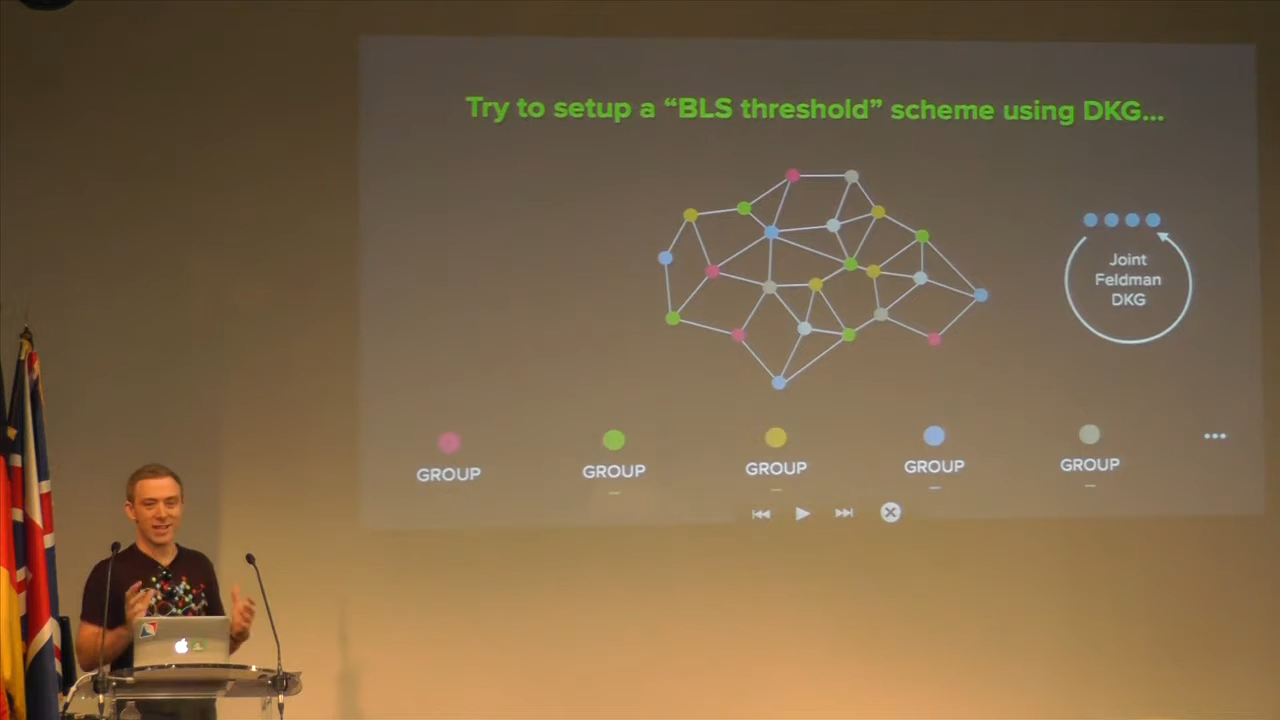 Try to setup a “BLS threshold” scheme using DKG...
Joint
Feldman
DKG
GROUP
GROUP
GROUP
GROUP
GROUP
...